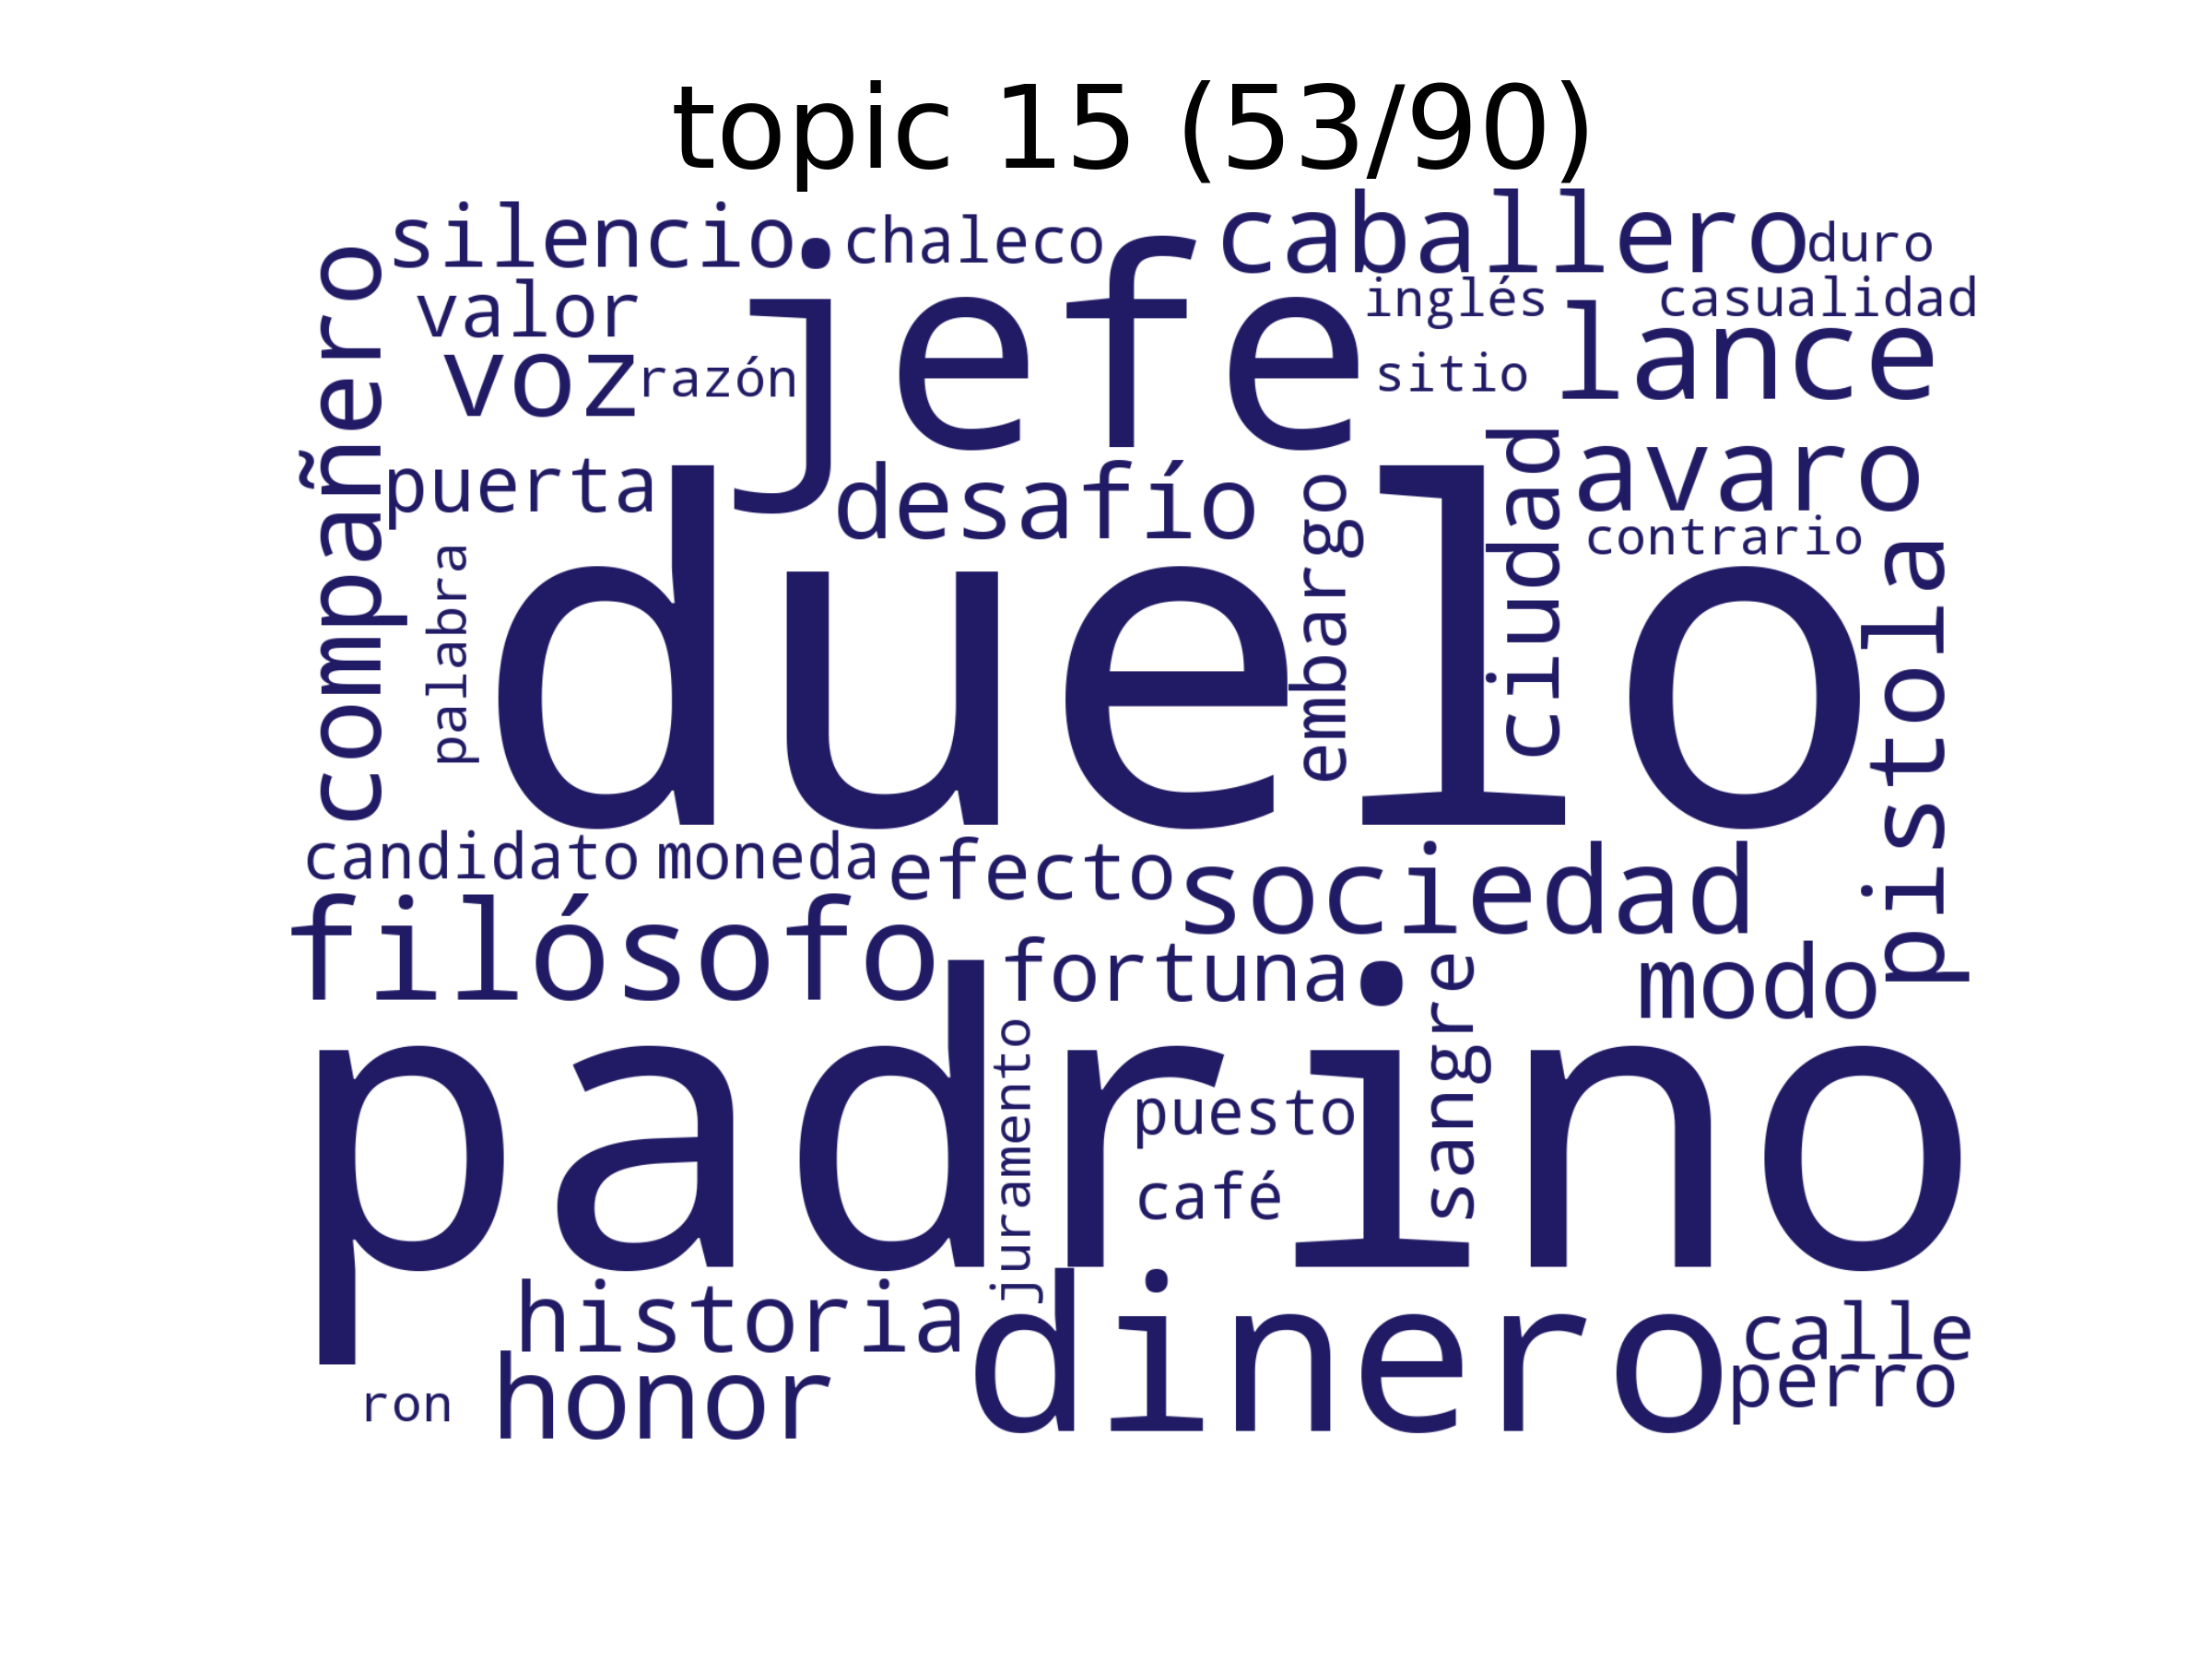 topic 15 (53/90)
silencio
chaleco
caballero
duro
valor
jefe
inglés
casualidad
compañero
voz
razón
sitio
lance
puerta
desafío
embargo
ciudad
avaro
contrario
palabra
duelo
pistola
candidato
moneda
efecto
sociedad
filósofo
fortuna
sangre
modo
padrino
juramento
puesto
café
historia
dinero
calle
perro
ron
honor